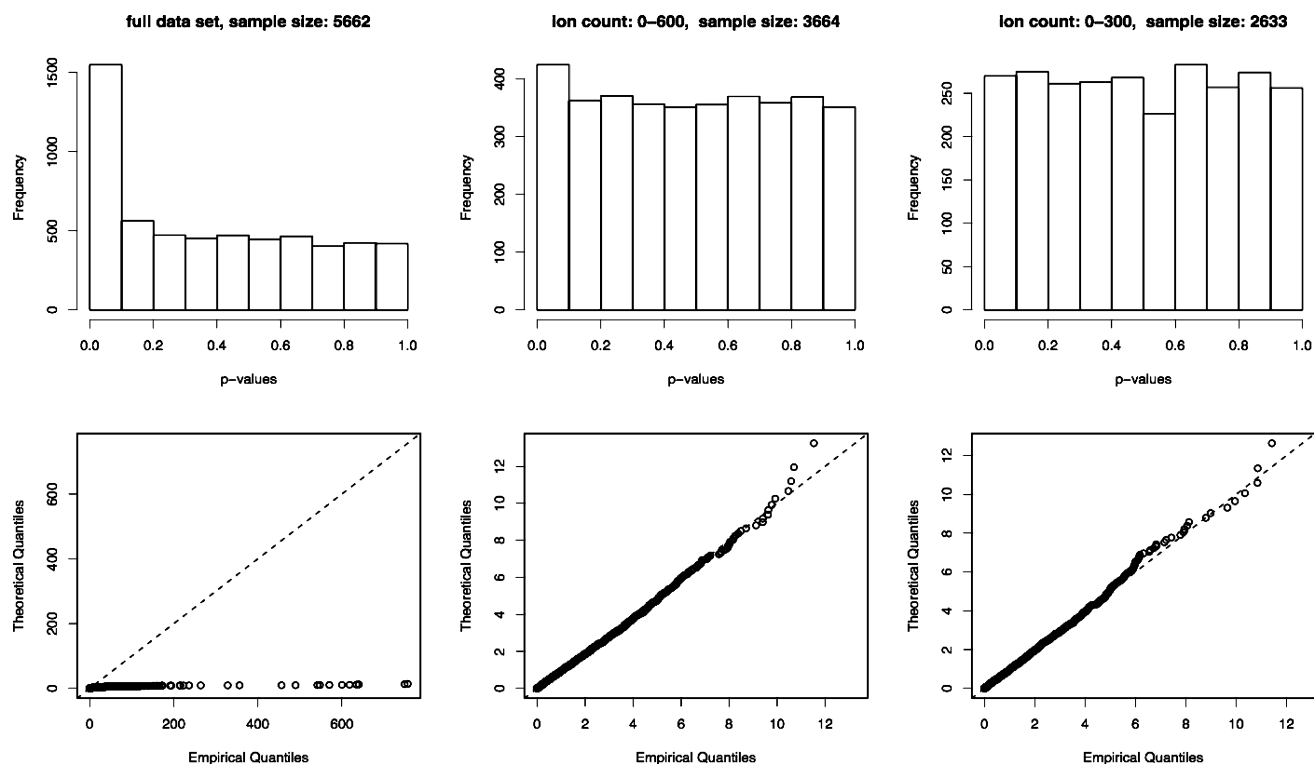 full data set, sample size: 5662
1500
1000
500
0
Frequency
0.0 0.2 0.4 0.6 0.8 1.0
p−values
ion count: 0−600, sample size: 3664
400
300
200
100
0
Frequency
0.0 0.2 0.4 0.6 0.8 1.0
p−values
ion count: 0−300, sample size: 2633
250
200
150
100
50
0
Frequency
0.0 0.2 0.4 0.6 0.8 1.0
p−values
600
400
200
0
Theoretical Quantiles
0 200 400 600
Empirical Quantiles
12
10
8
6
4
2
0
Theoretical Quantiles
0 2 4 6 8 10 12
Empirical Quantiles
12
10
8
6
4
2
0
Theoretical Quantiles
0 2 4 6 8 10 12
Empirical Quantiles